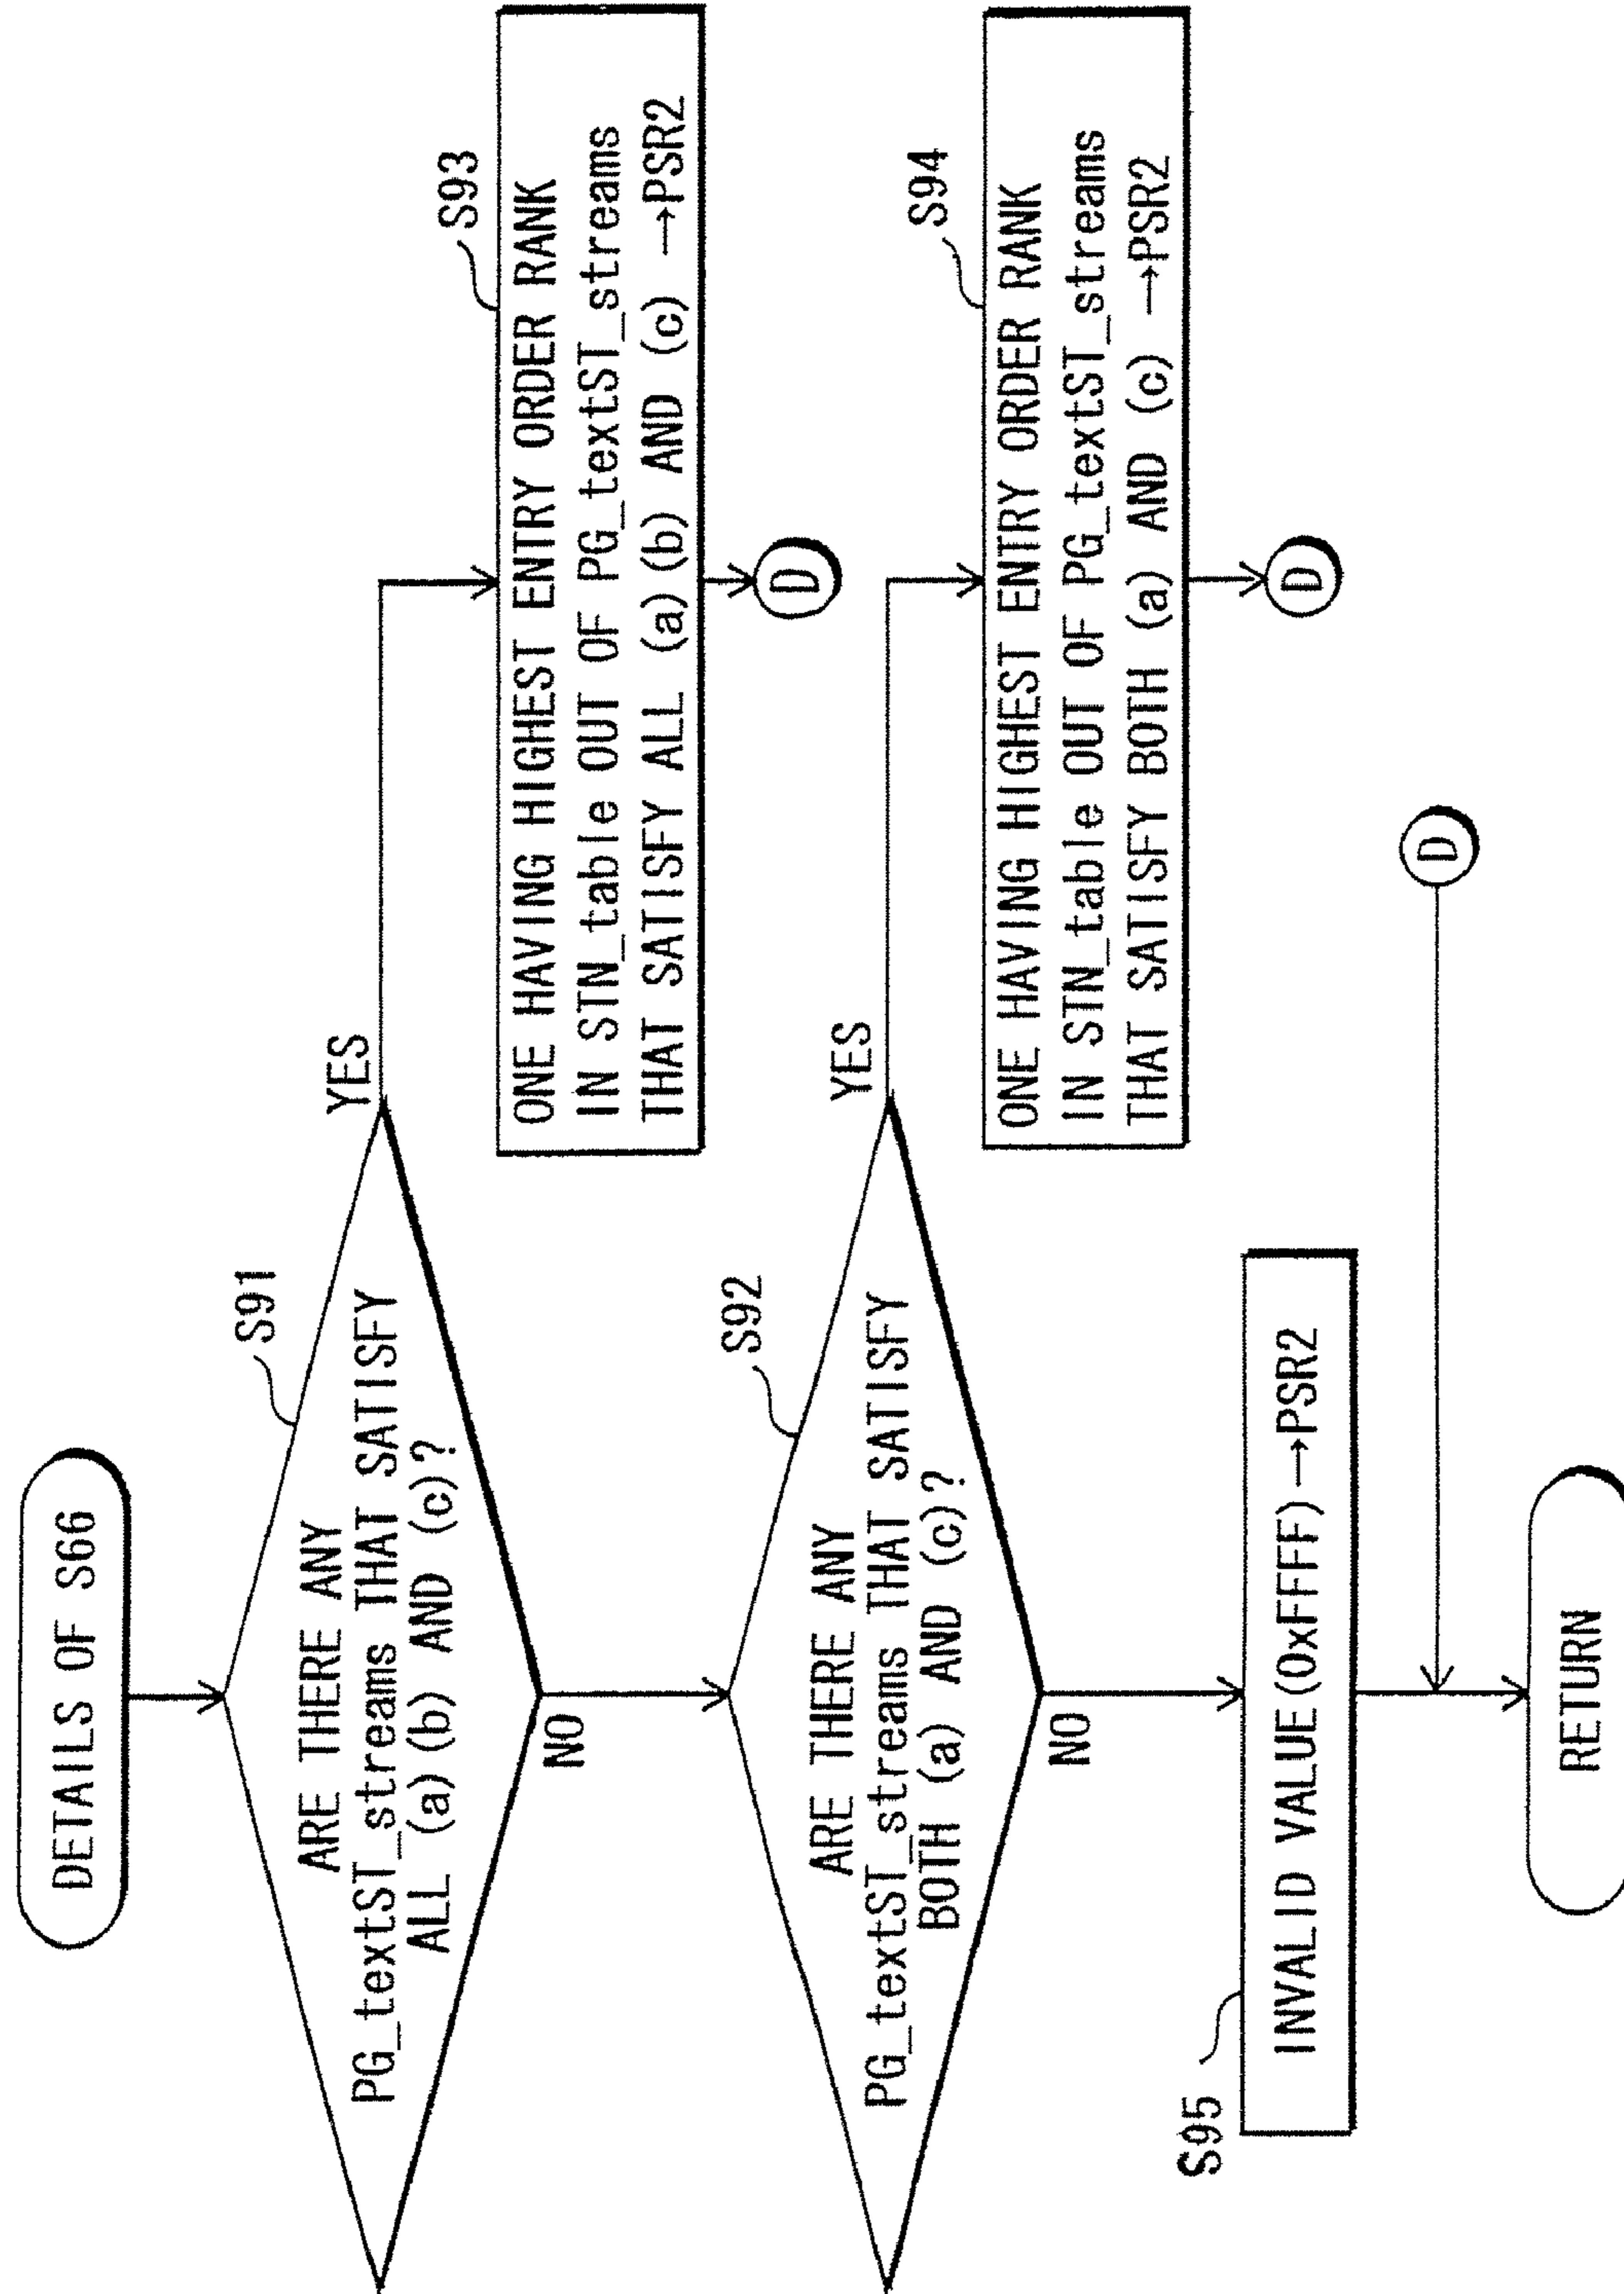 DETAILS OF S66
S91
ARE THERE ANY
PG_textST_streams THAT SATISFY
ALL (a)(b) AND (c)?
YES
NO
S93
ONE HAVING HIGHEST ENTRY ORDER RANK
IN STN_table OUT OF PG_textST_streams
THAT SATISFY ALL (a)(b) AND (c) →PSR2
D
S92
ARE THERE ANY
PG_textST_streams THAT SATISFY
BOTH (a) AND (c)?
YES
NO
S94
ONE HAVING HIGHEST ENTRY ORDER RANK
IN STN_table OUT OF PG_textST_streams
THAT SATISFY BOTH (a) AND (c) →PSR2
D
S95
INVALID VALUE(0xFFFF)→PSR2
D
RETURN